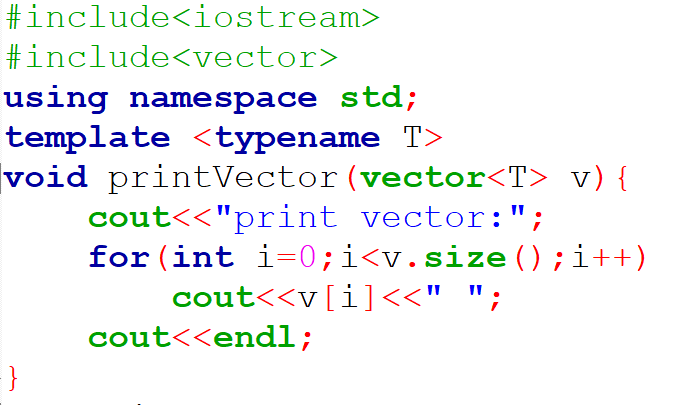 #include<iostream>
#include<vector>
using namespace std;
template <typename T>
void printVector(vector<T> v){
    cout<<"print vector:";
    for(int i=0;i<v.size();i++)
        cout<<v[i]<<" ";
    cout<<endl;
}